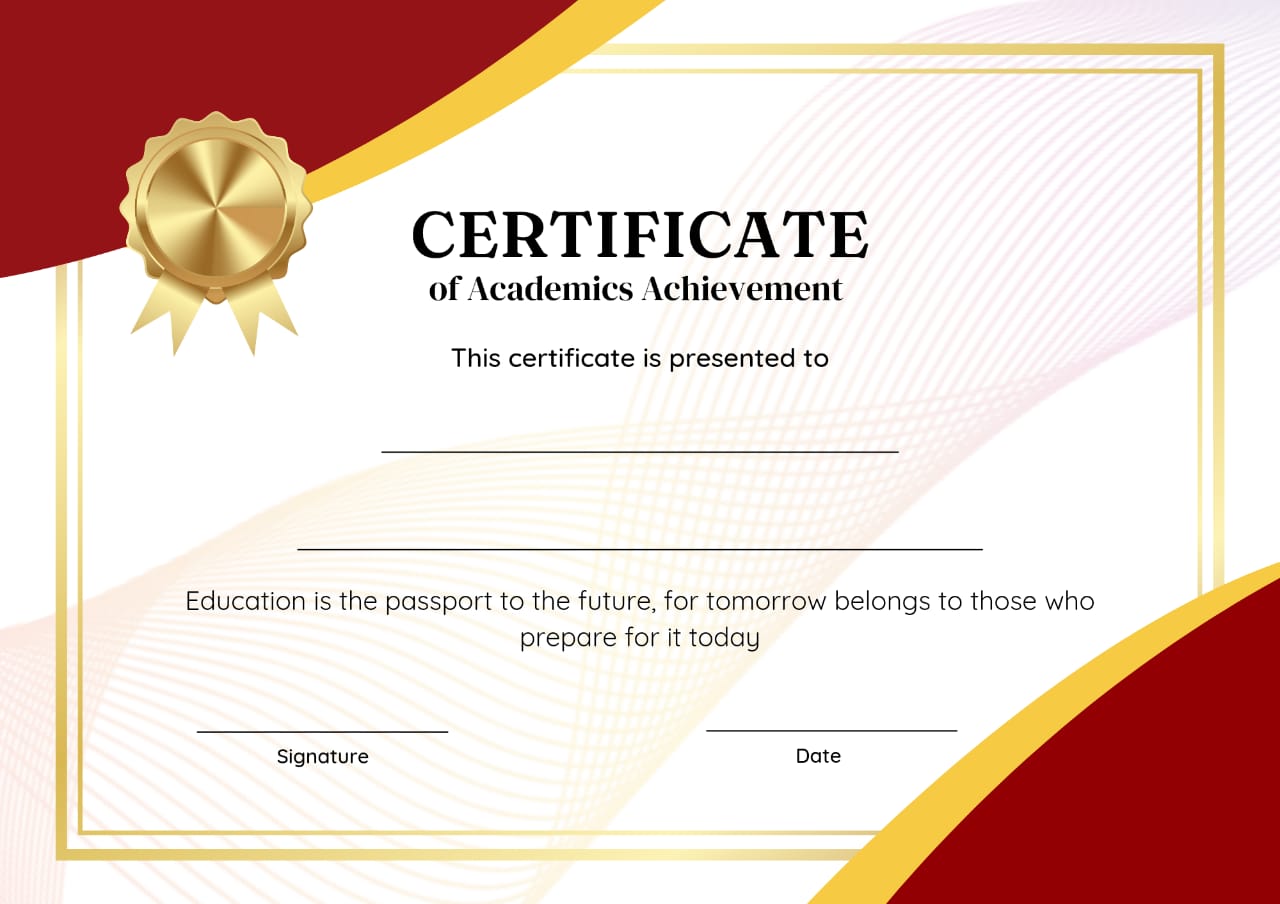 CERTIFICATE
of Academics Achievement
This certificate is presented to
Education is the passport to the future, for tomorrow belongs to those who
prepare for it today
Signature
Date